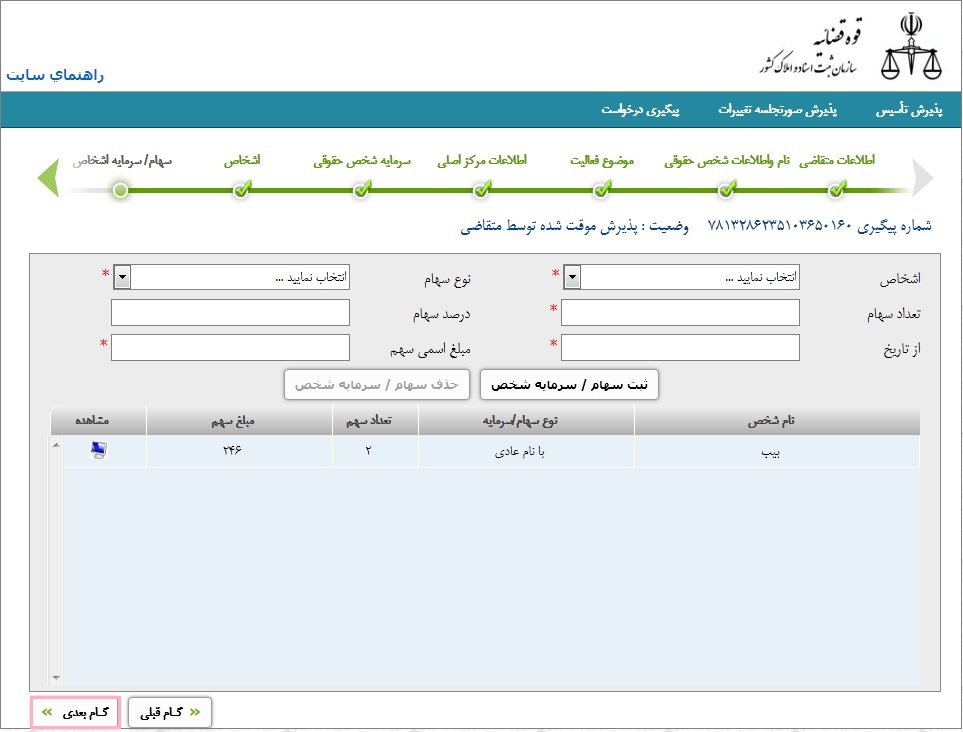 قوه قضائیه
سازمان ثبت اسناد و املاک کشور
راهنماي سايت
پذیرش تأسیس پذیرش صورتجلسه تغییرات پیگیری درخواست
اطلاعات متقاضی نام واطلاعات شخص حقوقی موضوع فعالیت اطلاعات مرکز اصلی سرمایه شخص حقوقی اشخاص سهام/ سرمایه اشخاص
شماره پیگیری ۷۸۱۳۲۸۶۲۳۵۱۰۳۶۵۰۱۶۰ وضعیت : پذیرش موقت شده توسط متقاضی
اشخاص انتخاب نمایید ... * نوع سهام انتخاب نمایید ... *
تعداد سهام * درصد سهام
از تاریخ * مبلغ اسمی سهم *
ثبت سهام / سرمایه شخص حذف سهام / سرمایه شخص
نام شخص نوع سهام/سرمایه تعداد سهم مبلغ سهم مشاهده
بیب با نام عادی ۲ ۲۴۶
گام قبلی گام بعدی